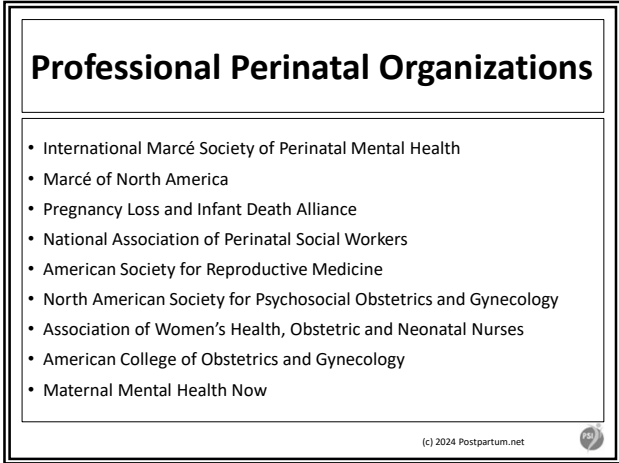 Professional Perinatal Organizations
• International Marcé Society of Perinatal Mental Health
• Marcé of North America
• Pregnancy Loss and Infant Death Alliance
• National Association of Perinatal Social Workers
• American Society for Reproductive Medicine
• North American Society for Psychosocial Obstetrics and Gynecology
• Association of Women’s Health, Obstetric and Neonatal Nurses
• American College of Obstetrics and Gynecology
• Maternal Mental Health Now
(c) 2024 Postpartum.net
PSI